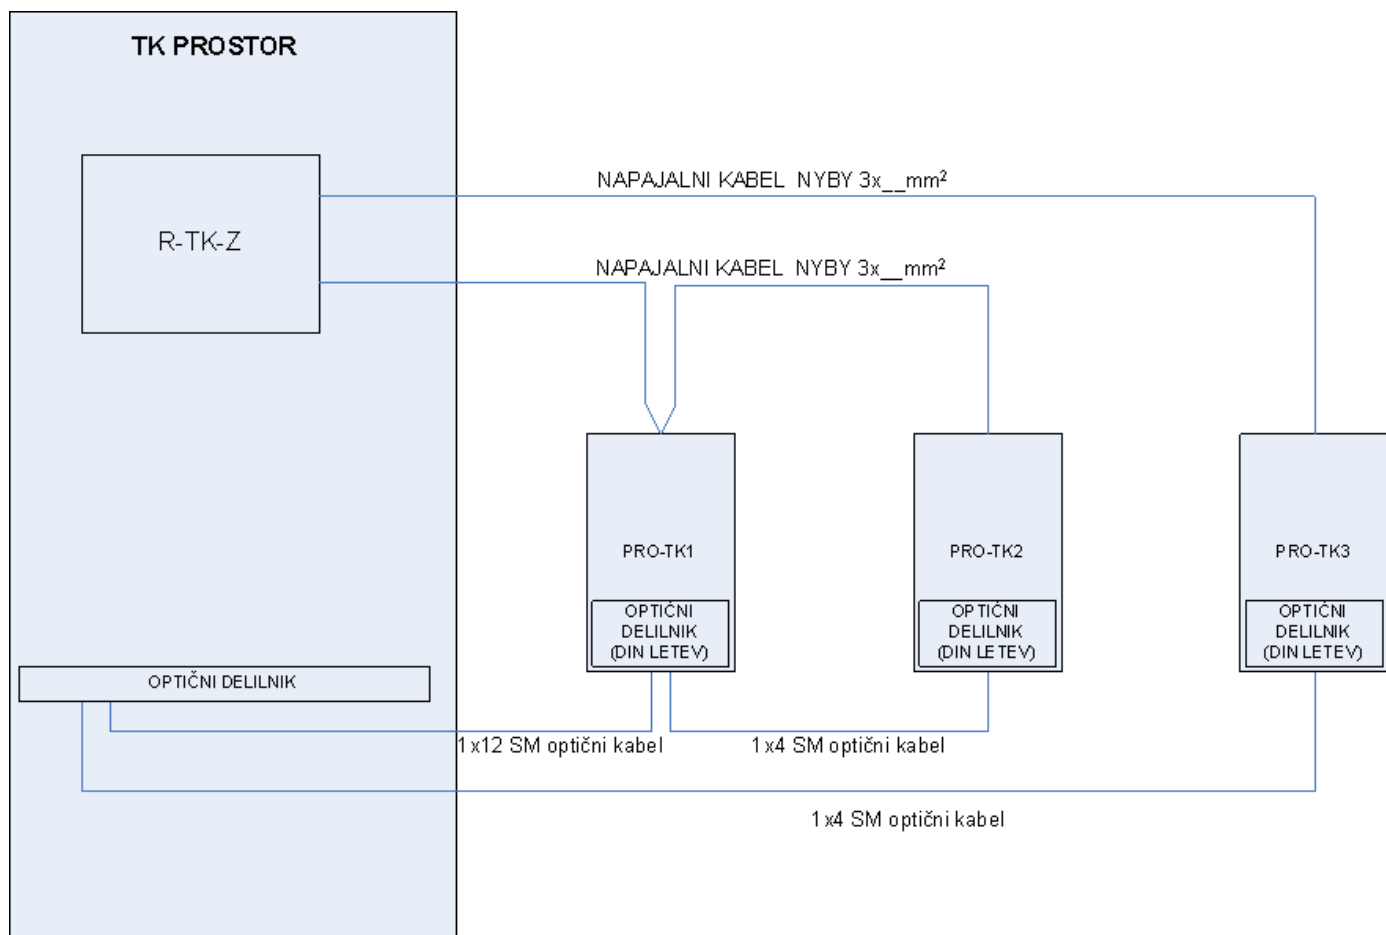 TK PROSTOR
NAPAJALNI KABEL NYBY 3x__mm²
R-TK-Z
NAPAJALNI KABEL NYBY 3x__mm²
PRO-TK1
PRO-TK2
PRO-TK3
OPTIČNI
DELILNIK
(DIN LETEV)
OPTIČNI
DELILNIK
(DIN LETEV)
OPTIČNI
DELILNIK
(DIN LETEV)
OPTIČNI DELILNIK
1x12 SM optični kabel
1x4 SM optični kabel
1x4 SM optični kabel